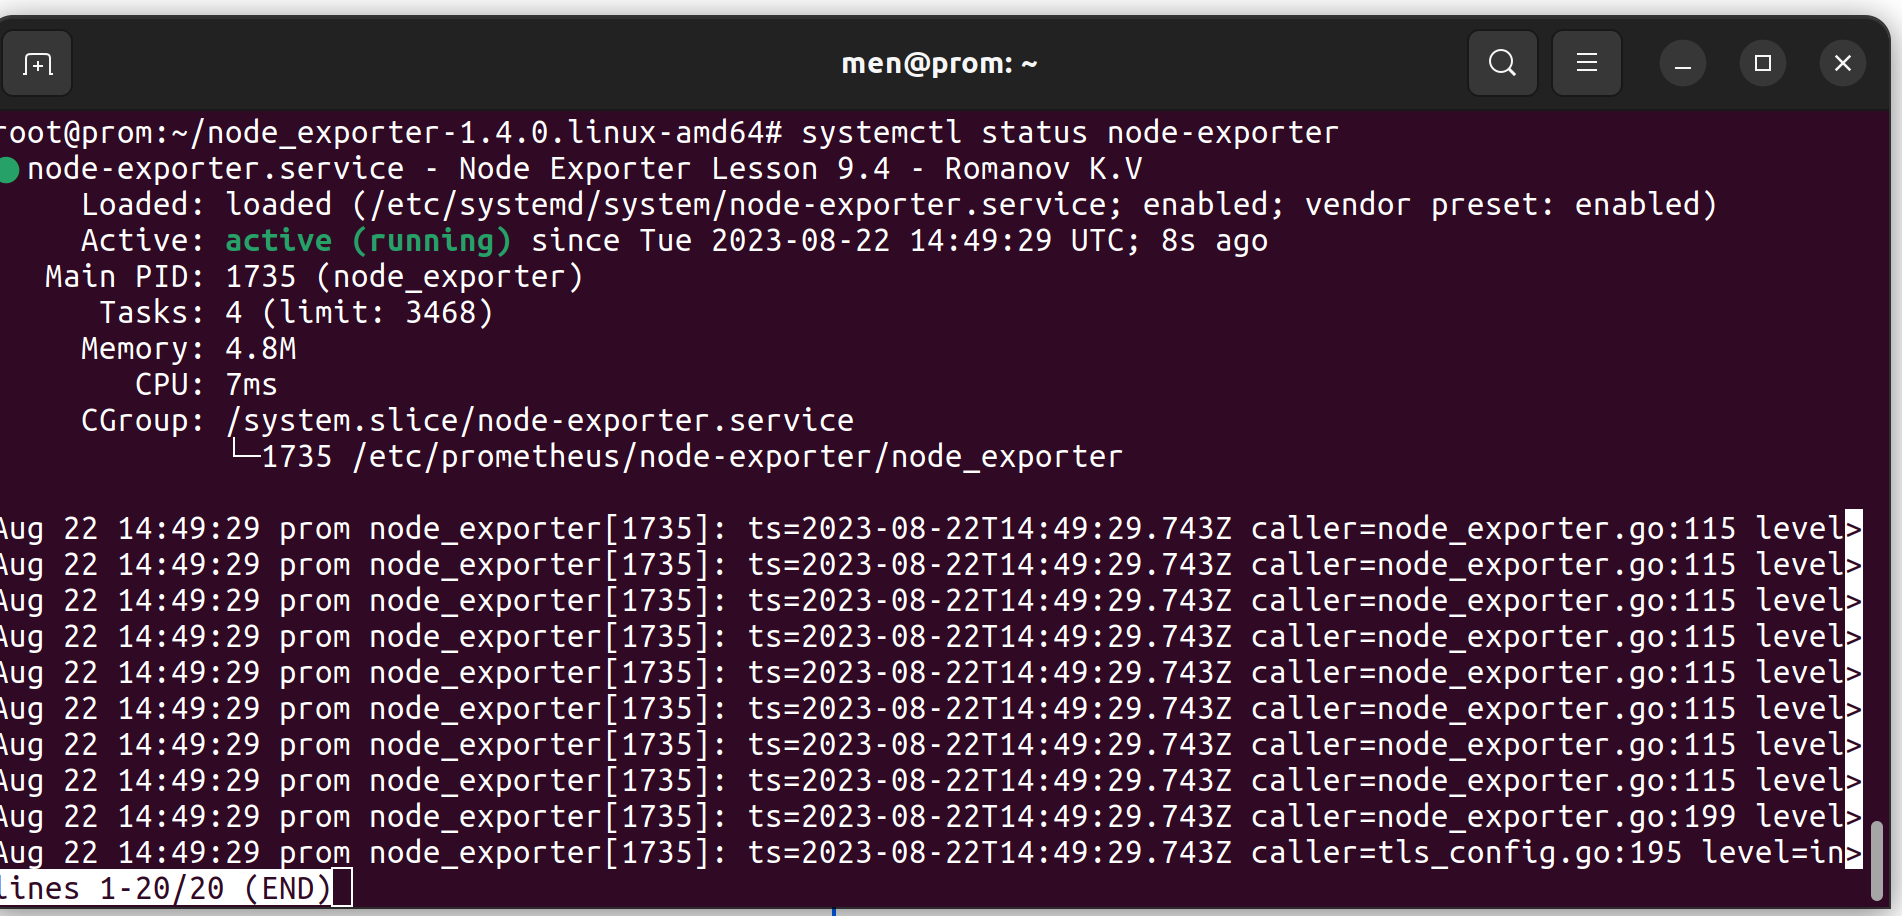 men@prom: ~
root@prom:~/node_exporter-1.4.0.linux-amd64# systemctl status node-exporter
● node-exporter.service - Node Exporter Lesson 9.4 - Romanov K.V
Loaded: loaded (/etc/systemd/system/node-exporter.service; enabled; vendor preset: enabled)
Active: active (running) since Tue 2023-08-22 14:49:29 UTC; 8s ago
Main PID: 1735 (node_exporter)
Tasks: 4 (limit: 3468)
Memory: 4.8M
CPU: 7ms
CGroup: /system.slice/node-exporter.service
└─1735 /etc/prometheus/node-exporter/node_exporter
Aug 22 14:49:29 prom node_exporter[1735]: ts=2023-08-22T14:49:29.743Z caller=node_exporter.go:115 level>
Aug 22 14:49:29 prom node_exporter[1735]: ts=2023-08-22T14:49:29.743Z caller=node_exporter.go:115 level>
Aug 22 14:49:29 prom node_exporter[1735]: ts=2023-08-22T14:49:29.743Z caller=node_exporter.go:115 level>
Aug 22 14:49:29 prom node_exporter[1735]: ts=2023-08-22T14:49:29.743Z caller=node_exporter.go:115 level>
Aug 22 14:49:29 prom node_exporter[1735]: ts=2023-08-22T14:49:29.743Z caller=node_exporter.go:115 level>
Aug 22 14:49:29 prom node_exporter[1735]: ts=2023-08-22T14:49:29.743Z caller=node_exporter.go:115 level>
Aug 22 14:49:29 prom node_exporter[1735]: ts=2023-08-22T14:49:29.743Z caller=node_exporter.go:115 level>
Aug 22 14:49:29 prom node_exporter[1735]: ts=2023-08-22T14:49:29.743Z caller=node_exporter.go:115 level>
Aug 22 14:49:29 prom node_exporter[1735]: ts=2023-08-22T14:49:29.743Z caller=node_exporter.go:199 level>
Aug 22 14:49:29 prom node_exporter[1735]: ts=2023-08-22T14:49:29.743Z caller=tls_config.go:195 level=in>
lines 1-20/20 (END)